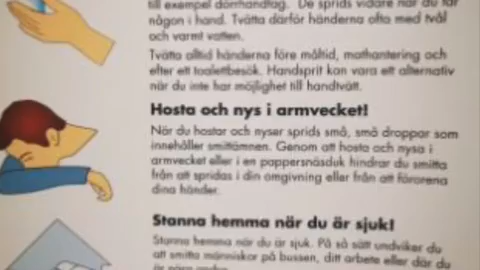 till exempel dörrhandtag. De sprids vidare när du tar
någon i hand. Tvätta därför händerna ofta med tvål
och varmt vatten.
Tvätta alltid händerna före måltid, mathantering och
efter ett toalettbesök. Handsprit kan vara ett alternativ
när du inte har möjlighet till handtvätt.
Hosta och nys i armvecket!
När du hostar och nyser sprids små, små droppar som
innehåller smittämnen. Genom att hosta och nysa i
armvecket eller i en pappersnäsduk hindrar du smitta
från att spridas i din omgivning eller från att förorena
dina händer.
Stanna hemma när du är sjuk!
Stanna hemma när du är sjuk. På så sätt undviker du
att smitta människor på bussen, ditt arbete eller där du
är nära andra